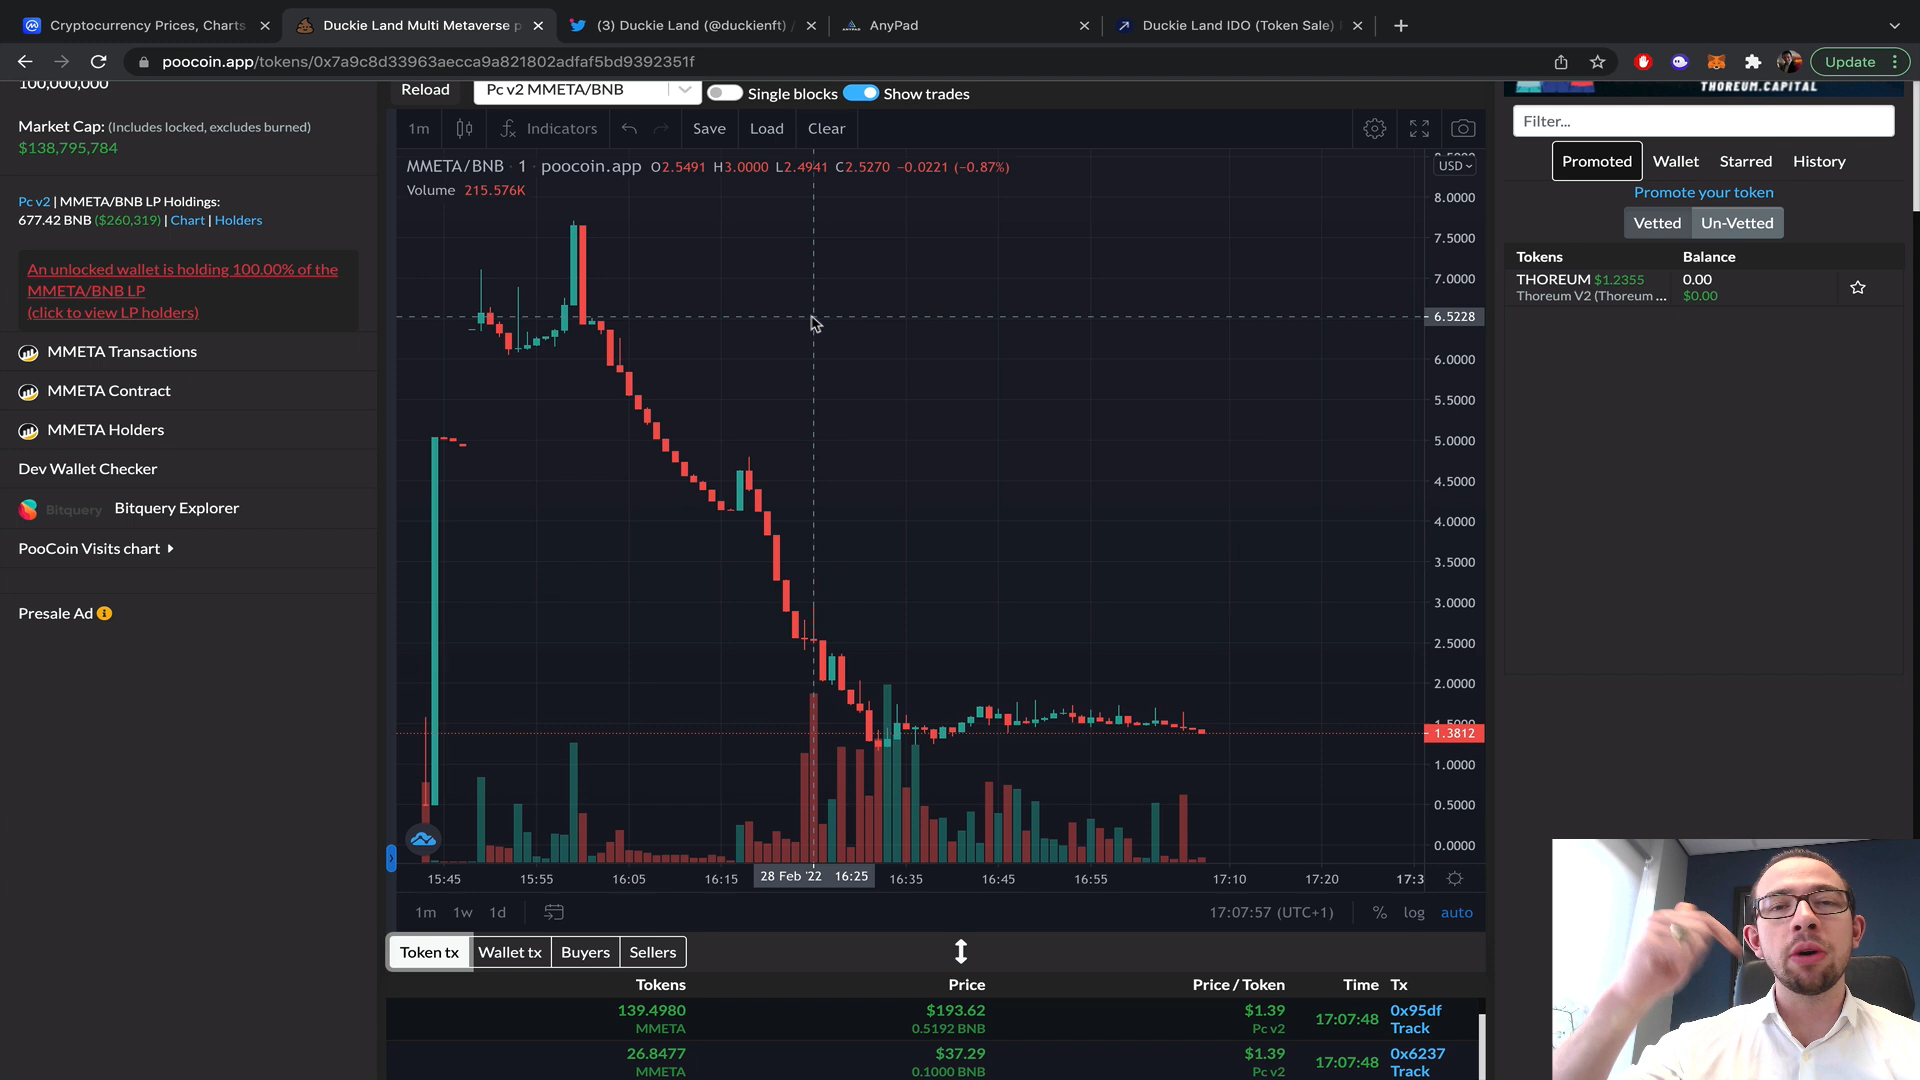 Cryptocurrency Prices, Charts
Duckie Land Multi Metaverse p
(3) Duckie Land (@duckienft) /
AnyPad
Duckie Land IDO (Token Sale)
poocoin.app/tokens/0x7a9c8d33963aecca9a821802adfaf5bd9392351f
Update
100,000,000
Market Cap: (Includes locked, excludes burned)
$138,795,784
Pc v2 | MMETA/BNB LP Holdings:
677.42 BNB ($260,319) | Chart | Holders
An unlocked wallet is holding 100.00% of the
MMETA/BNB LP
(click to view LP holders)
MMETA Transactions
MMETA Contract
MMETA Holders
Dev Wallet Checker
Bitquery Bitquery Explorer
PooCoin Visits chart
Presale Ad
Reload
Pc v2 MMETA/BNB
Single blocks
Show trades
1m
Indicators
Save
Load
Clear
MMETA/BNB · 1 · poocoin.app O2.5491 H3.0000 L2.4941 C2.5270 −0.0221 (−0.87%)
Volume 215.576K
USD
8.0000
7.5000
7.0000
6.5228
6.0000
5.5000
5.0000
4.5000
4.0000
3.5000
3.0000
2.5000
2.0000
1.5000
1.3812
1.0000
0.5000
0.0000
15:45
15:55
16:05
16:15
28 Feb '22 16:25
16:35
16:45
16:55
17:10
17:20
17:3
1m 1w 1d
17:07:57 (UTC+1)
% log auto
Token tx
Wallet tx
Buyers
Sellers
Tokens Price Price / Token Time Tx
139.4980 $193.62 $1.39 17:07:48 0x95df
MMETA 0.5192 BNB Pc v2 Track
26.8477 $37.29 $1.39 17:07:48 0x6237
MMETA 0.1000 BNB Pc v2 Track
THOREUM.CAPITAL
Filter...
Promoted
Wallet
Starred
History
Promote your token
Vetted
Un-Vetted
Tokens Balance
THOREUM $1.2355 0.00
Thoreum V2 (Thoreum ... $0.00